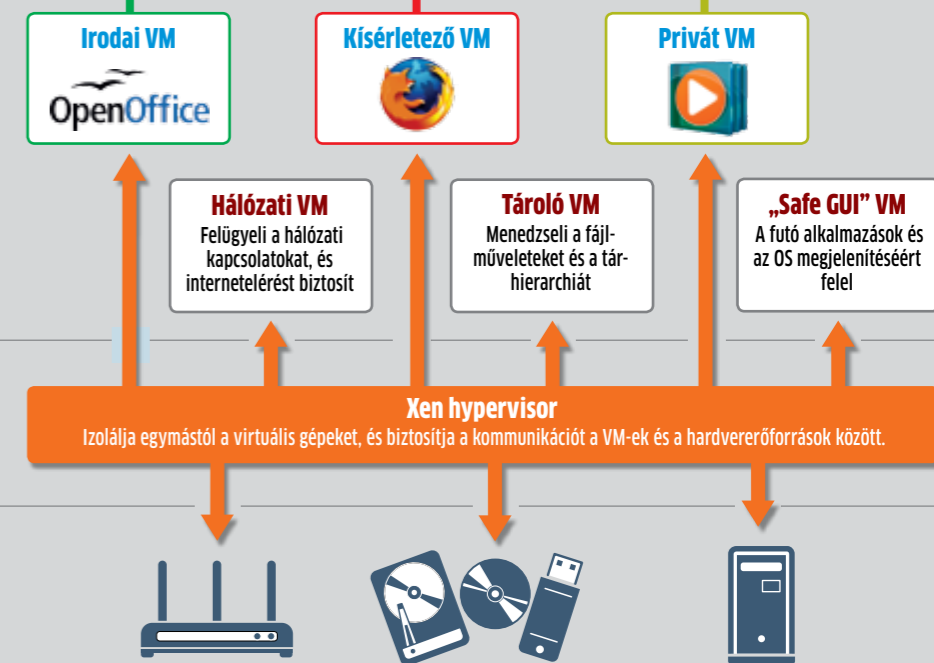 Irodai VM
OpenOffice
Kísérletező VM
Privát VM
Hálózati VM
Felügyeli a hálózati
kapcsolatokat, és
internetelérést biztosít
Tároló VM
Menedzseli a fájl-
műveleteket és a tár-
hierarchiát
„Safe GUI” VM
A futó alkalmazások és
az OS megjelenítéséért
felel
Xen hypervisor
Izolálja egymástól a virtuális gépeket, és biztosítja a kommunikációt a VM-ek és a hardvererőforrások között.